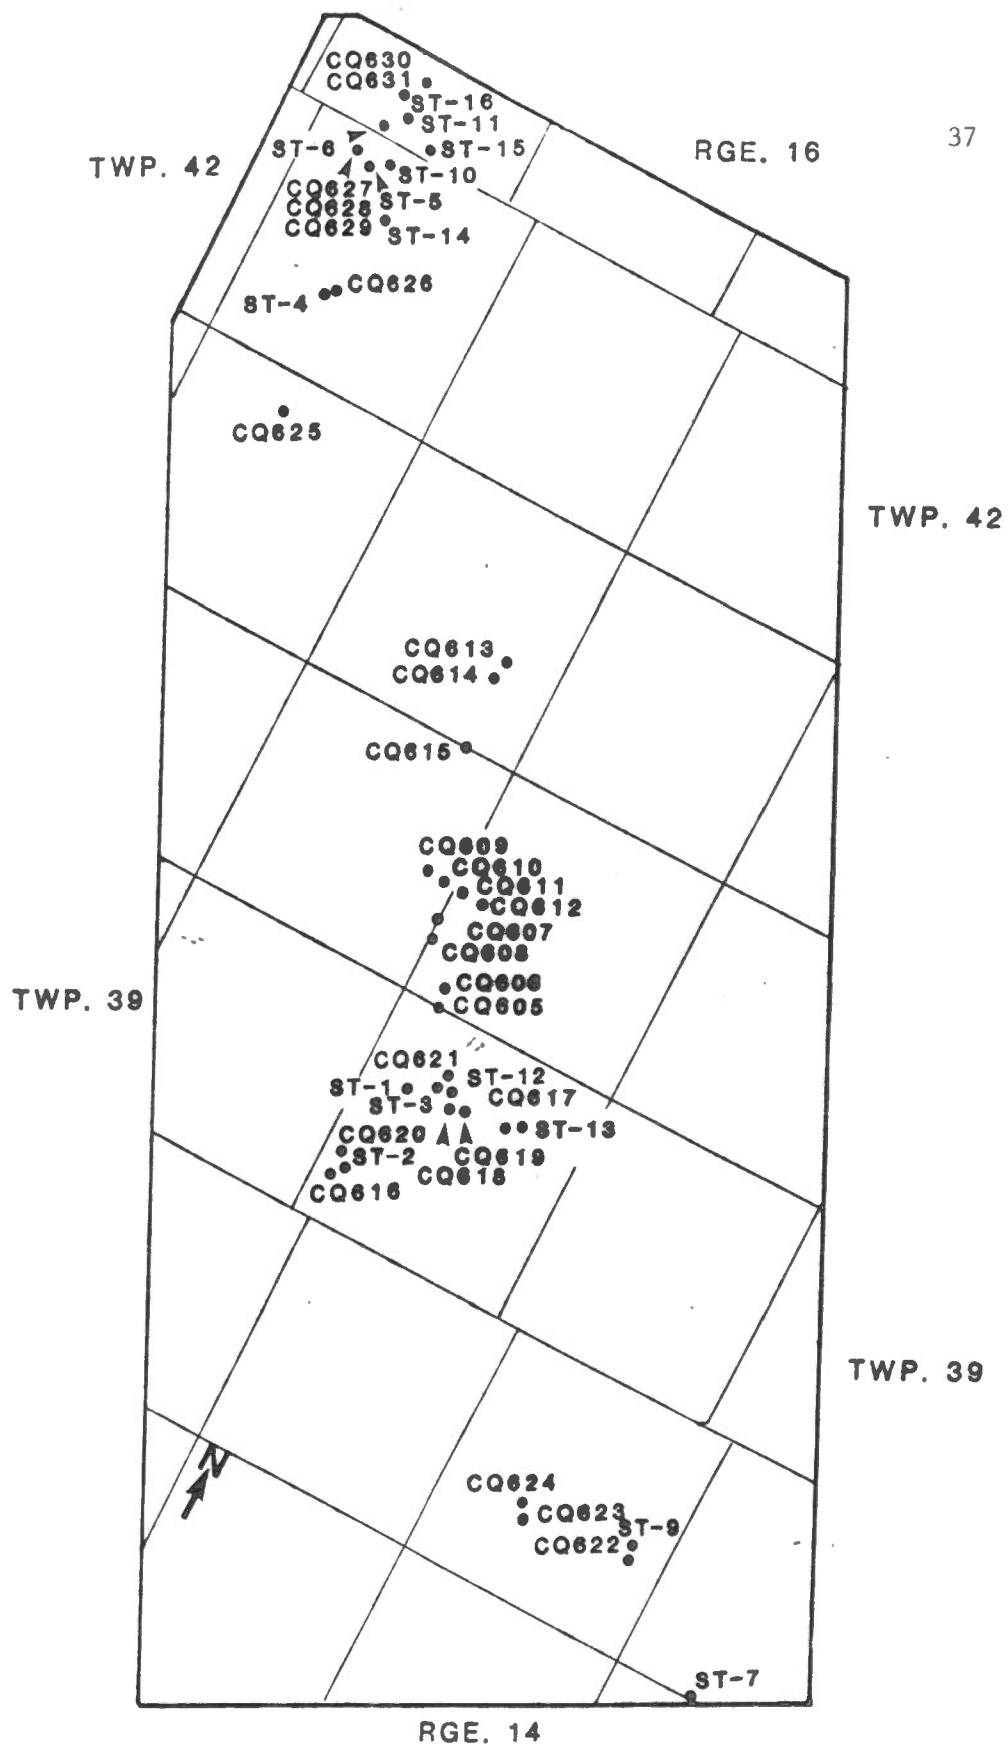 CQ630
CQ631
ST-16
ST-11
37
RGE. 16
ST-6
ST-15
TWP. 42
ST-10
CQ627
ST-5
CQ628
CQ629
ST-14
CQ626
ST-4
CQ625
TWP. 42
CQ613
CQ614
CQ615
CQ609
CQ610
CQ611
CQ612
CQ607
CQ608
CQ606
TWP. 39
CQ605
CQ621
ST-12
ST-1
CQ617
ST-3
ST-13
CQ620
ST-2
CQ619
CQ618
CQ616
TWP. 39
N
CQ624
CQ623
ST-9
CQ622
ST-7
RGE. 14